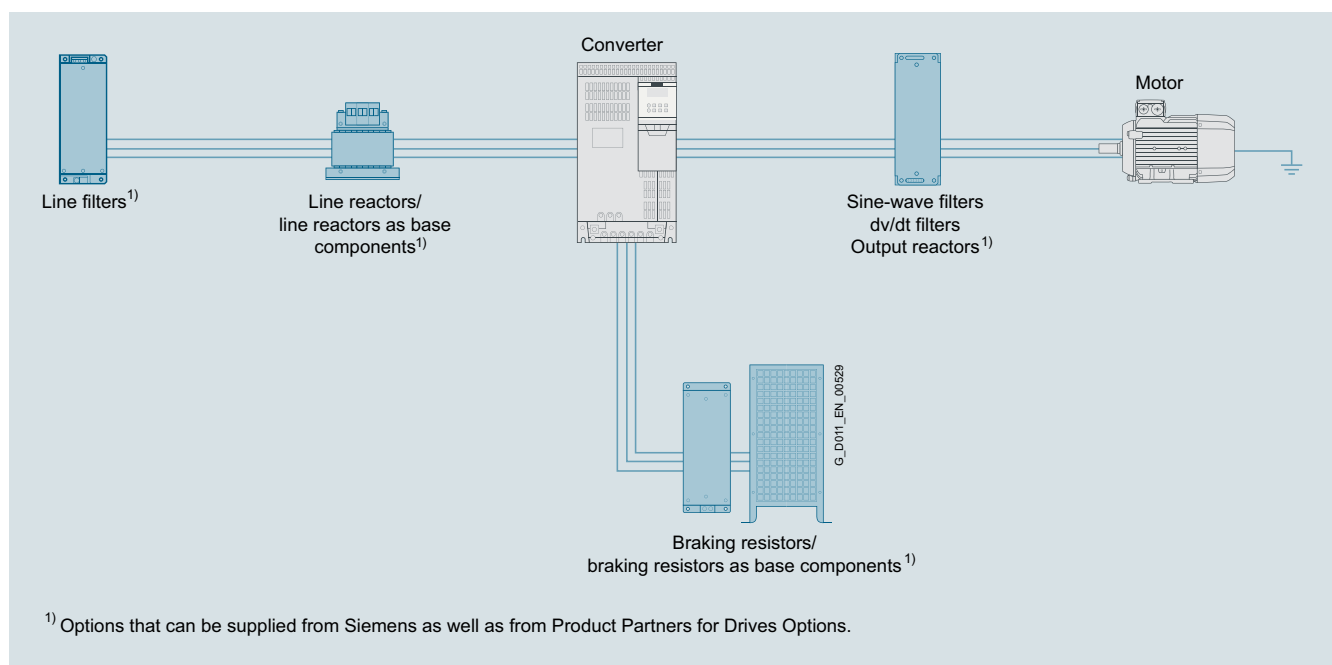 Converter
Motor
Line filters1)
Line reactors/
line reactors as base
components1)
Sine-wave filters
dv/dt filters
Output reactors1)
G_D011_EN_00529
Braking resistors/
braking resistors as base components1)
1) Options that can be supplied from Siemens as well as from Product Partners for Drives Options.